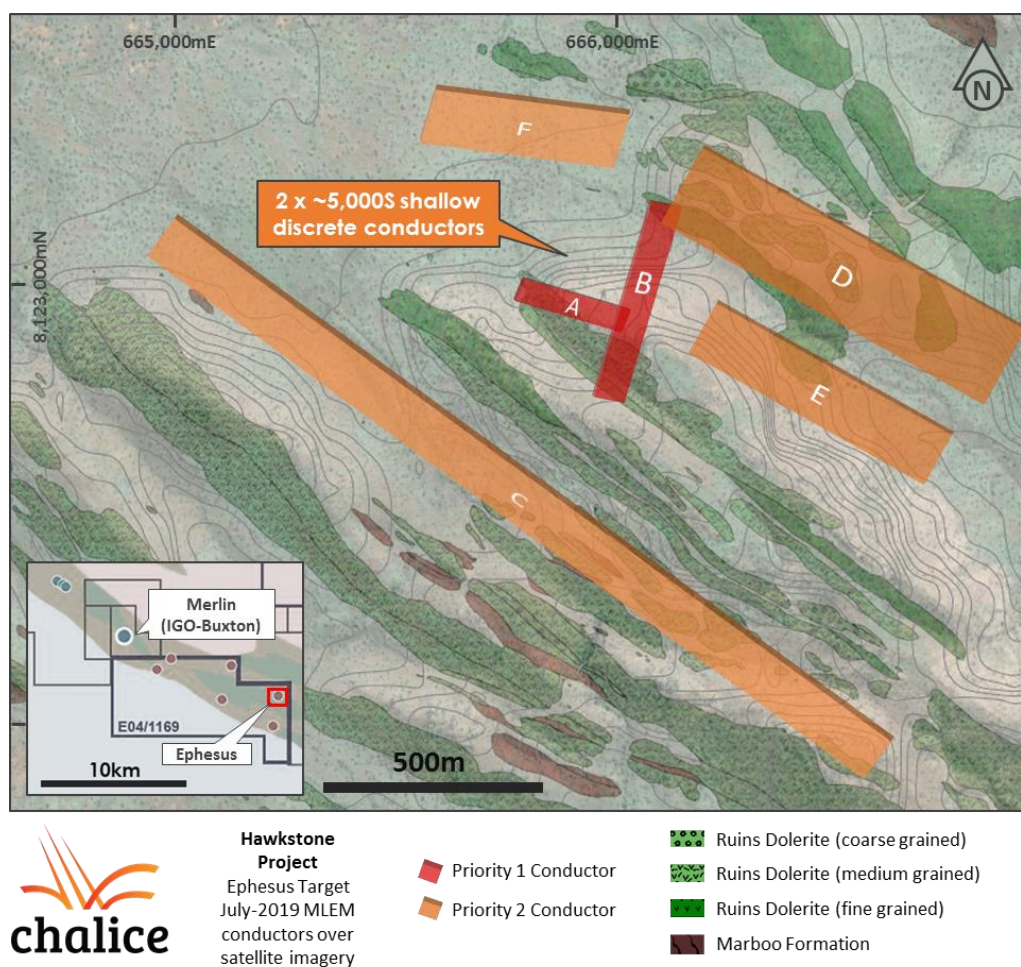 665,000mE
666,000mE
N
F
2 x ~5,000S shallow
discrete conductors
8,123,000mN
B
A
D
E
C
Merlin
(IGO-Buxton)
E04/1169
Ephesus
10km
500m
chalice
Hawkstone
Project
Ephesus Target
July-2019 MLEM
conductors over
satellite imagery
Priority 1 Conductor
Priority 2 Conductor
Ruins Dolerite (coarse grained)
Ruins Dolerite (medium grained)
Ruins Dolerite (fine grained)
Marboo Formation